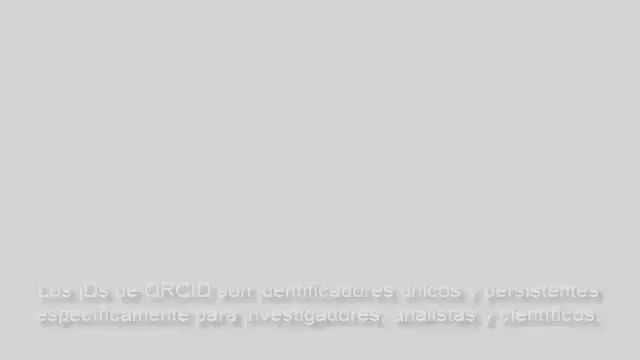 Los iDs de ORCID son identificadores únicos y persistentes
específicamente para investigadores, analistas y científicos.